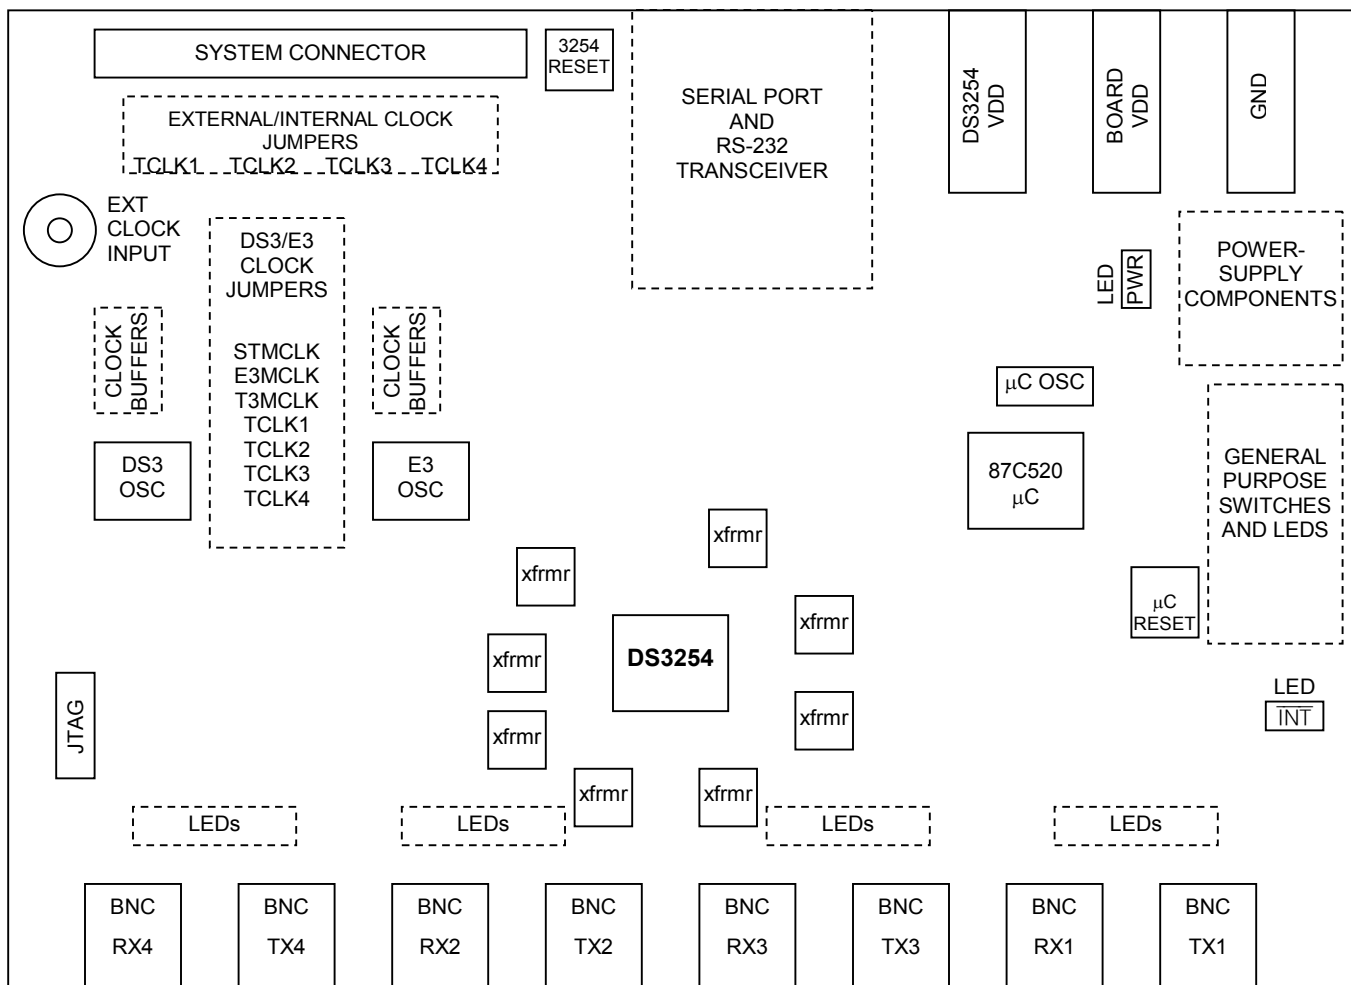 SYSTEM CONNECTOR
3254
RESET
EXTERNAL/INTERNAL CLOCK
JUMPERS
TCLK1 TCLK2 TCLK3 TCLK4
SERIAL PORT
AND
RS-232
TRANSCEIVER
DS3254
VDD
BOARD
VDD
GND
EXT
CLOCK
INPUT
DS3/E3
CLOCK
JUMPERS
STMCLK
E3MCLK
T3MCLK
TCLK1
TCLK2
TCLK3
TCLK4
CLOCK
BUFFERS
CLOCK
BUFFERS
DS3
OSC
E3
OSC
LED
PWR
POWER-
SUPPLY
COMPONENTS
µC OSC
87C520
µC
GENERAL
PURPOSE
SWITCHES
AND LEDS
µC
RESET
xfrmr
xfrmr
xfrmr
xfrmr
DS3254
xfrmr
xfrmr
xfrmr
xfrmr
JTAG
LED
INT
LEDs
LEDs
LEDs
LEDs
BNC
RX4
BNC
TX4
BNC
RX2
BNC
TX2
BNC
RX3
BNC
TX3
BNC
RX1
BNC
TX1